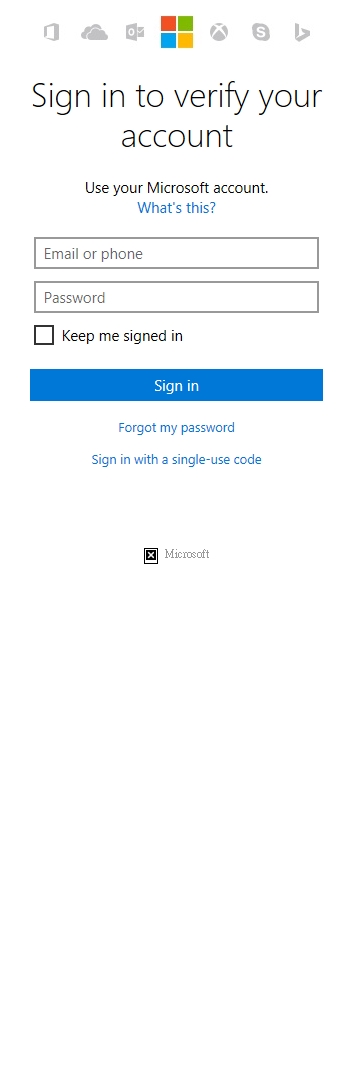 Sign in to verify your
account
Use your Microsoft account.
What's this?
Email or phone
Password
Keep me signed in
Sign in
Forgot my password
Sign in with a single-use code
Microsoft